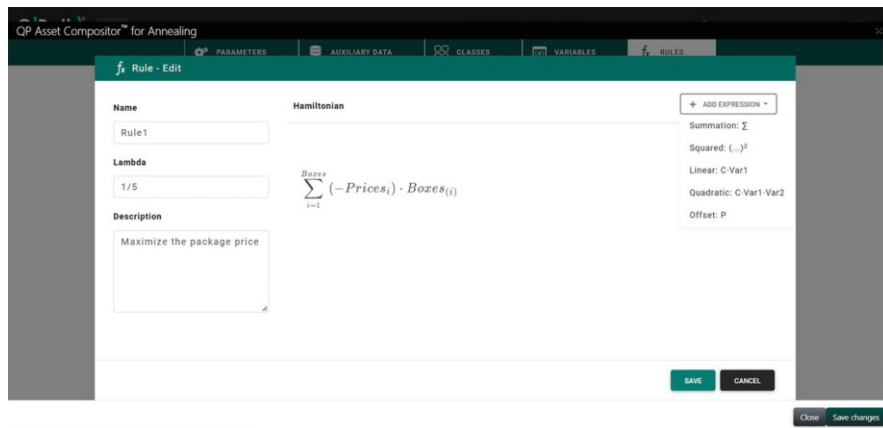 QP Asset Compositor™ for Annealing
PARAMETERS AUXILIARY DATA CLASSES VARIABLES fx RULES
fx Rule - Edit
Name
Rule1
Lambda
1/5
Description
Maximize the package price
Hamiltonian
Boxes
∑ (−Prices_i) · Boxes_(i)
i=1
+ ADD EXPRESSION
Summation: ∑
Squared: (...)²
Linear: C·Var1
Quadratic: C·Var1·Var2
Offset: P
SAVE CANCEL
Close Save changes